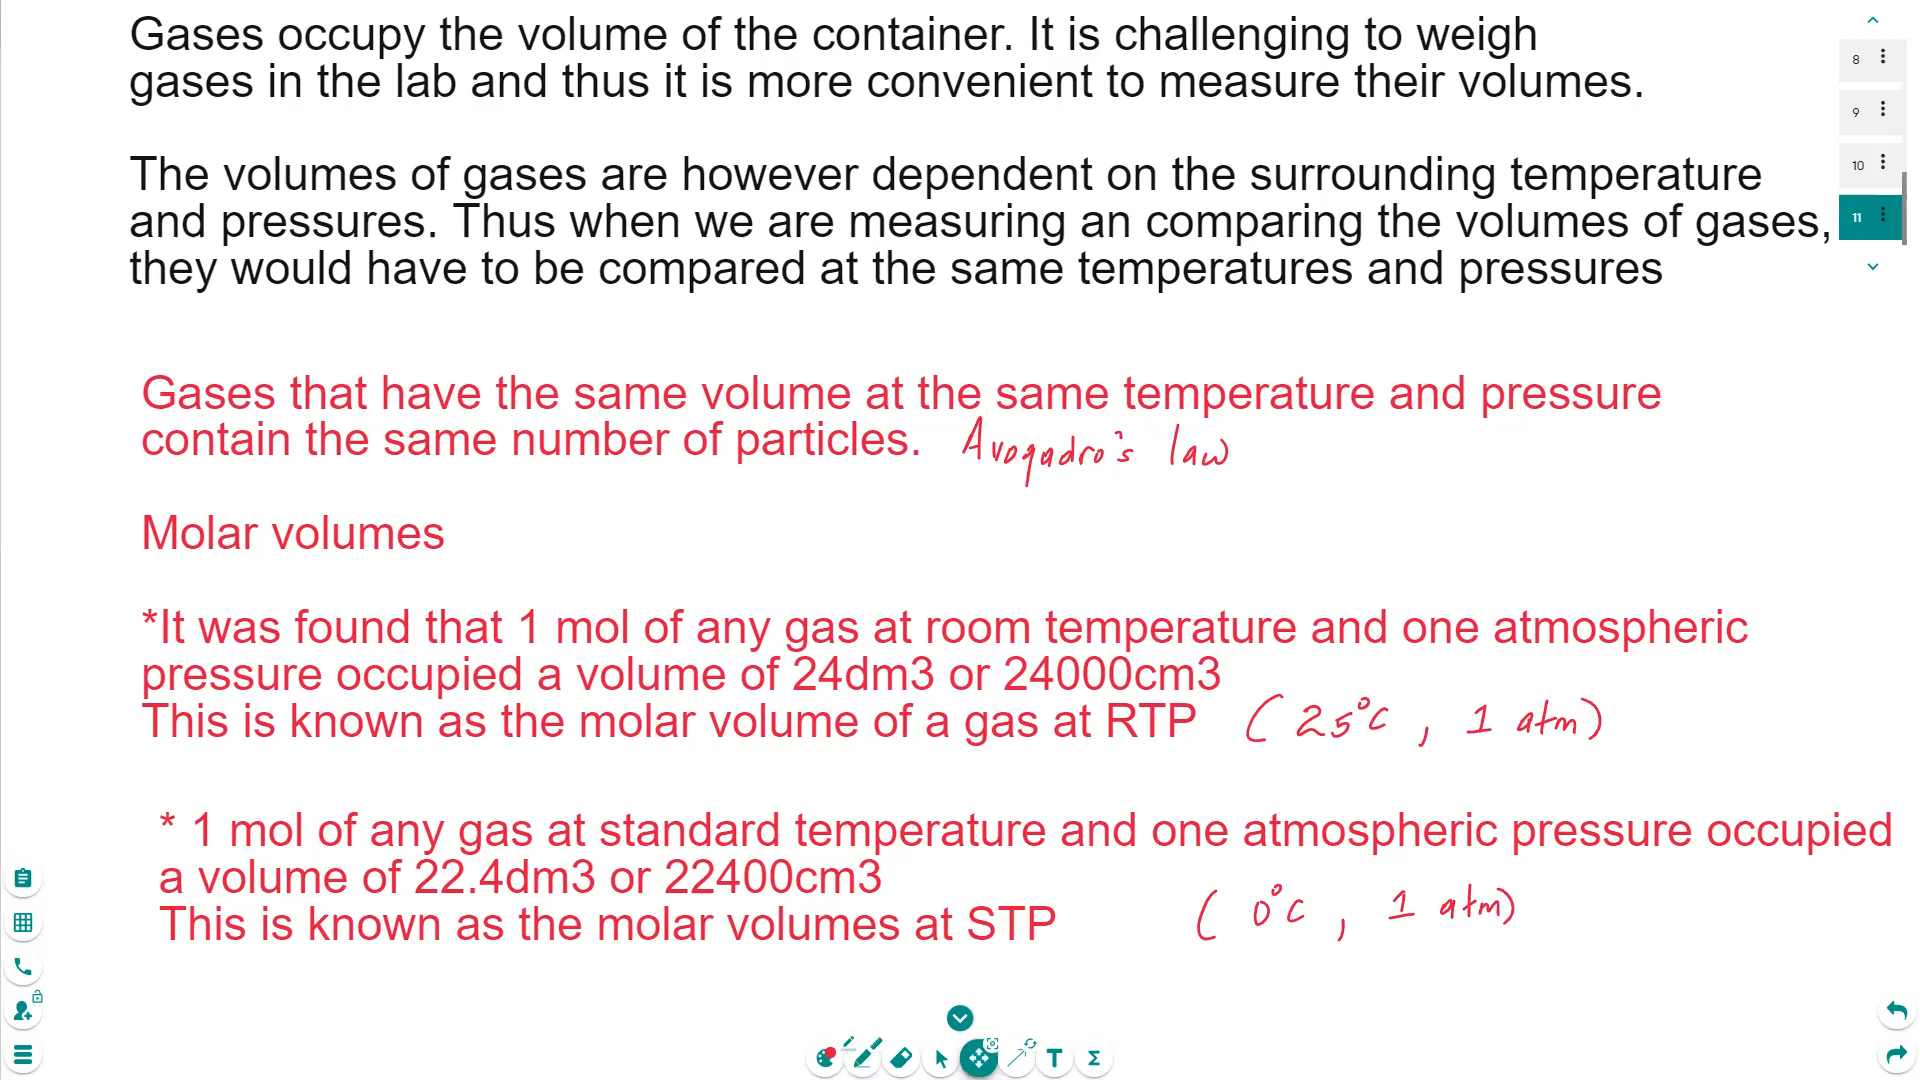 Gases occupy the volume of the container. It is challenging to weigh
gases in the lab and thus it is more convenient to measure their volumes.
The volumes of gases are however dependent on the surrounding temperature
and pressures. Thus when we are measuring an comparing the volumes of gases,
they would have to be compared at the same temperatures and pressures
Gases that have the same volume at the same temperature and pressure
contain the same number of particles. Avogadro's law
Molar volumes
*It was found that 1 mol of any gas at room temperature and one atmospheric
pressure occupied a volume of 24dm3 or 24000cm3
This is known as the molar volume of a gas at RTP (25°C, 1 atm)
* 1 mol of any gas at standard temperature and one atmospheric pressure occupied
a volume of 22.4dm3 or 22400cm3
This is known as the molar volumes at STP (0°C, 1 atm)
8
9
10
11
T
Σ